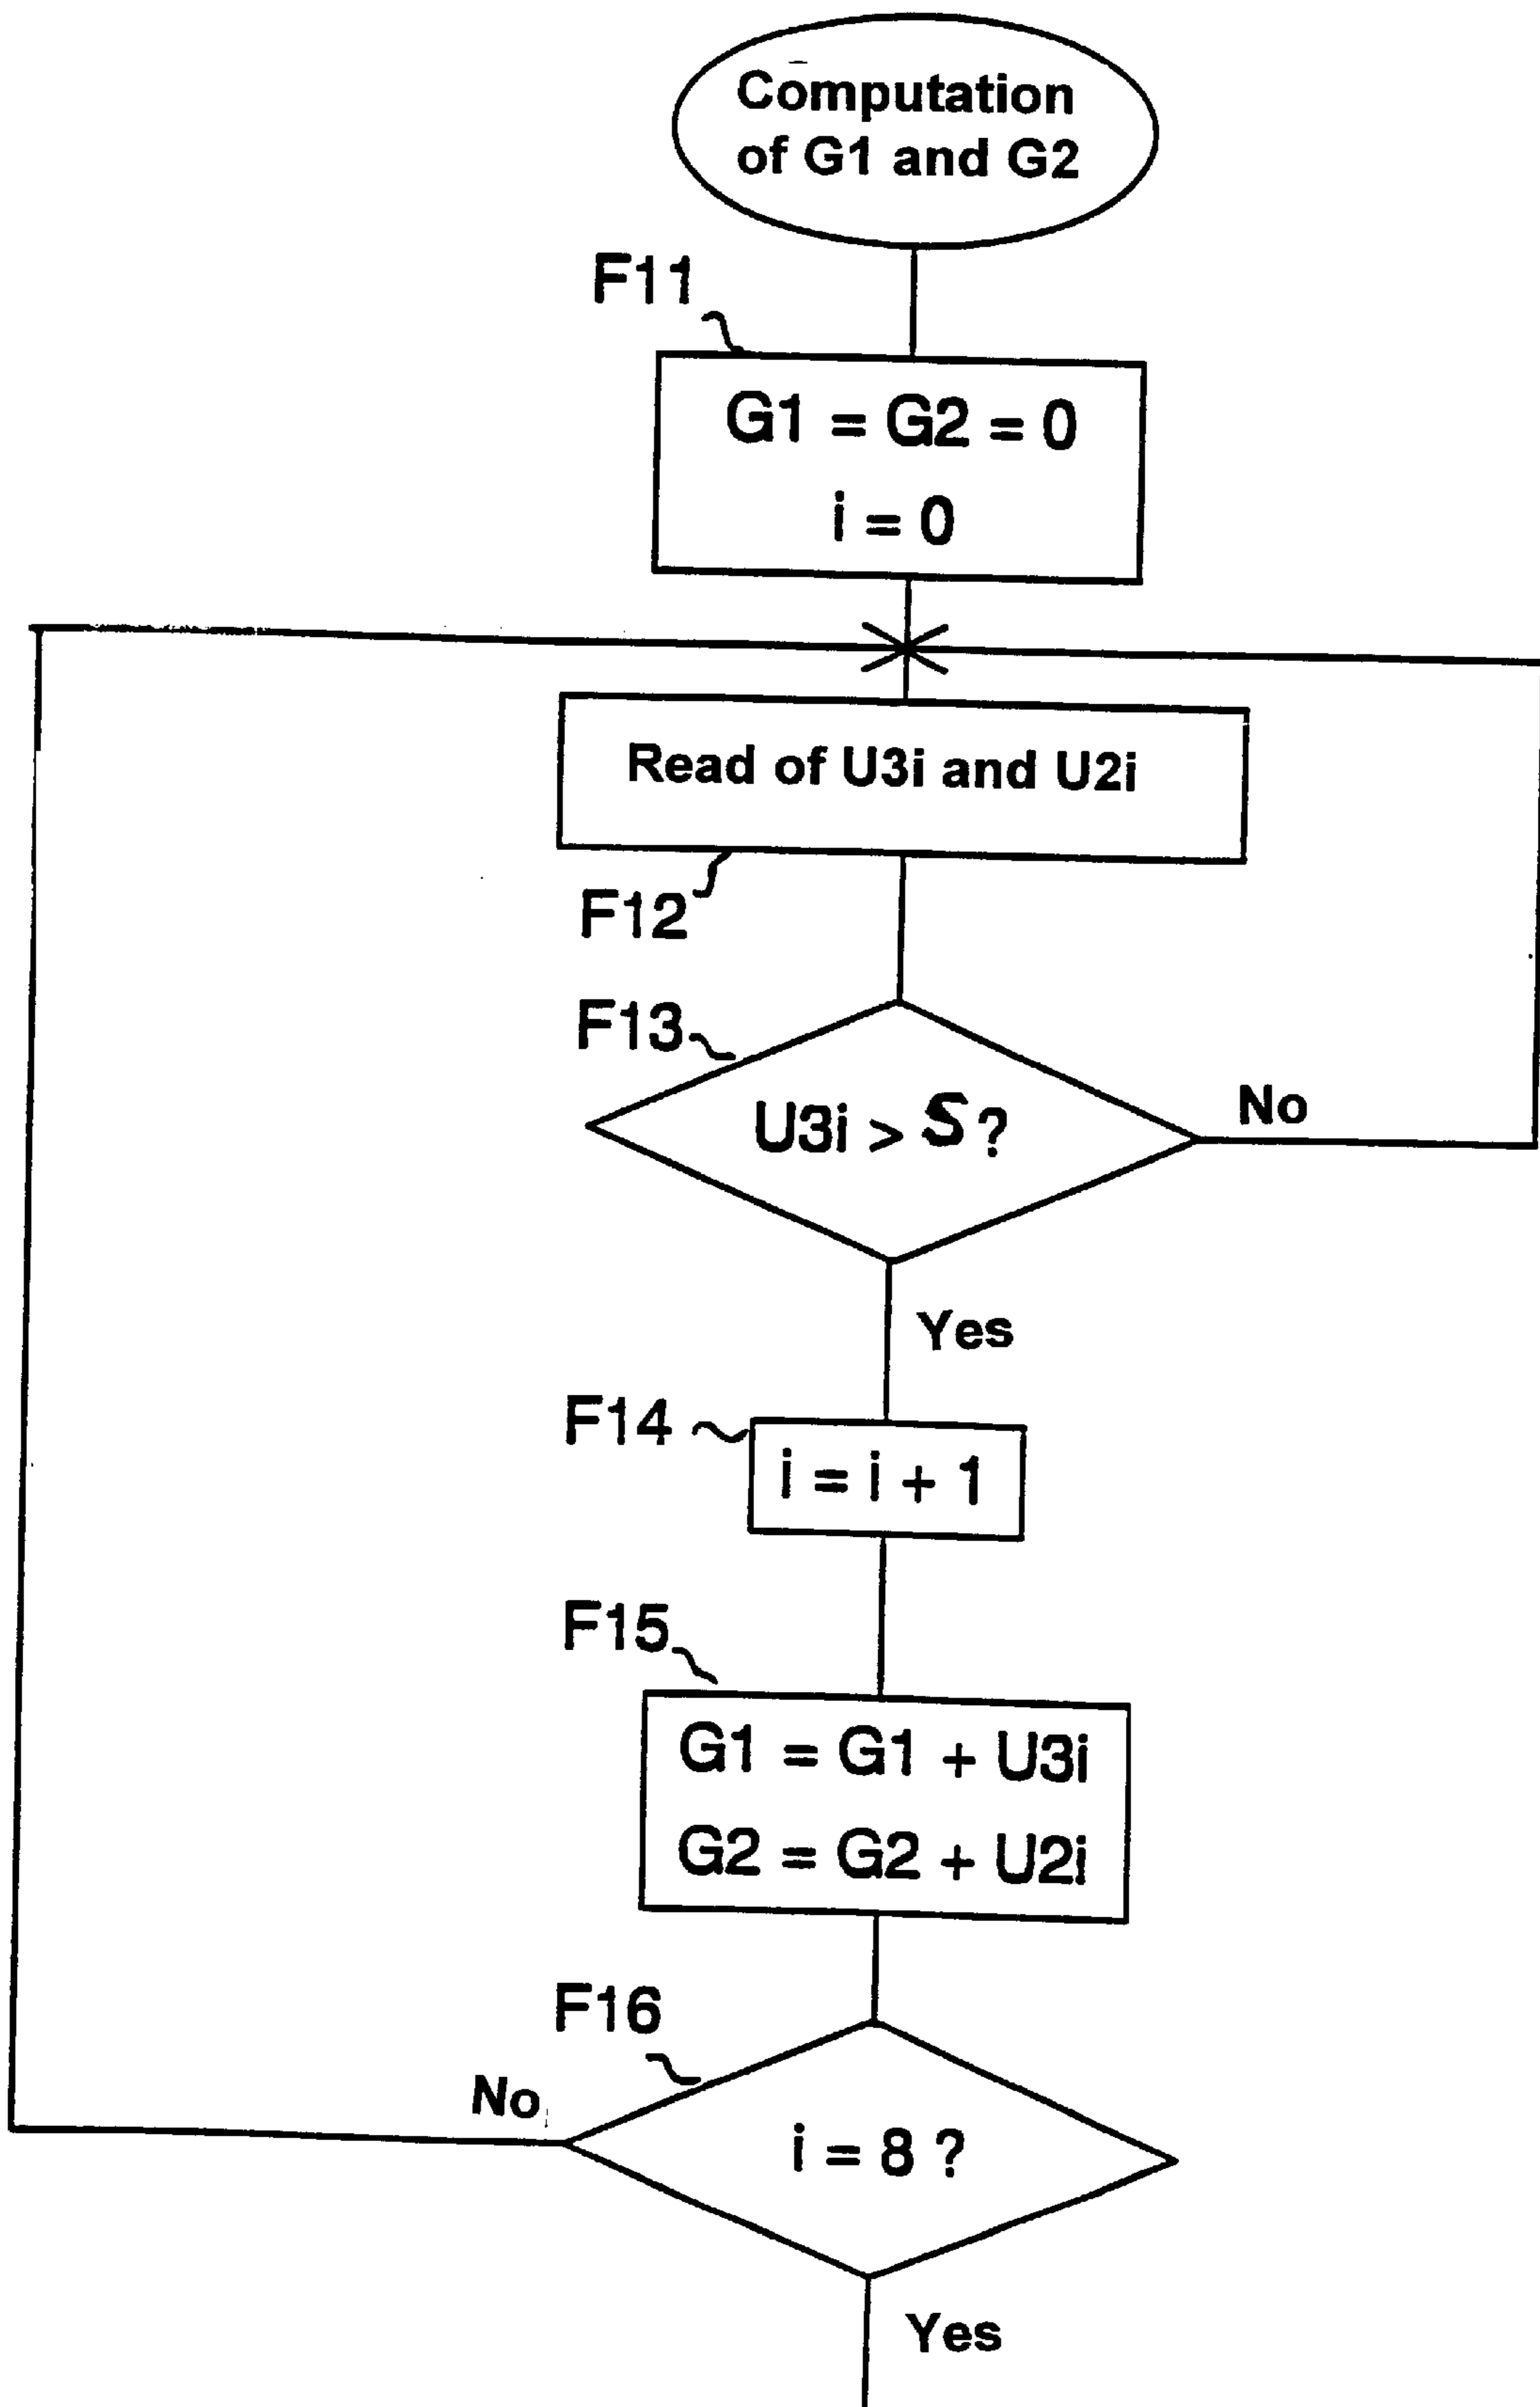 Computation
of G1 and G2
F11
G1 = G2 = 0
i = 0
Read of U3i and U2i
F12
F13
U3i > S ?
No
Yes
F14
i = i + 1
F15
G1 = G1 + U3i
G2 = G2 + U2i
F16
No
i = 8 ?
Yes